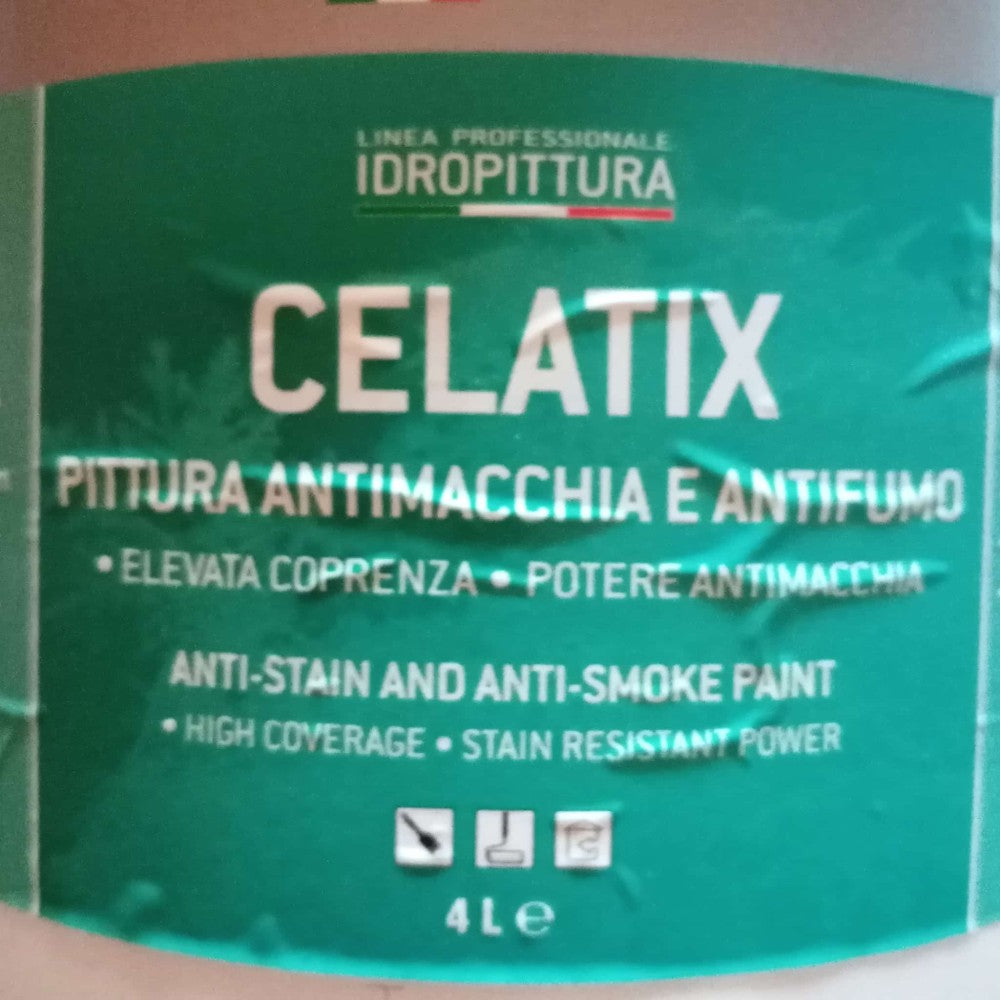 LINEA PROFESSIONALE
IDROPITTURA
CELATIX
PITTURA ANTIMACCHIA E ANTIFUMO
• ELEVATA COPRENZA • POTERE ANTIMACCHIA
ANTI-STAIN AND ANTI-SMOKE PAINT
• HIGH COVERAGE • STAIN RESISTANT POWER
4 L ℮